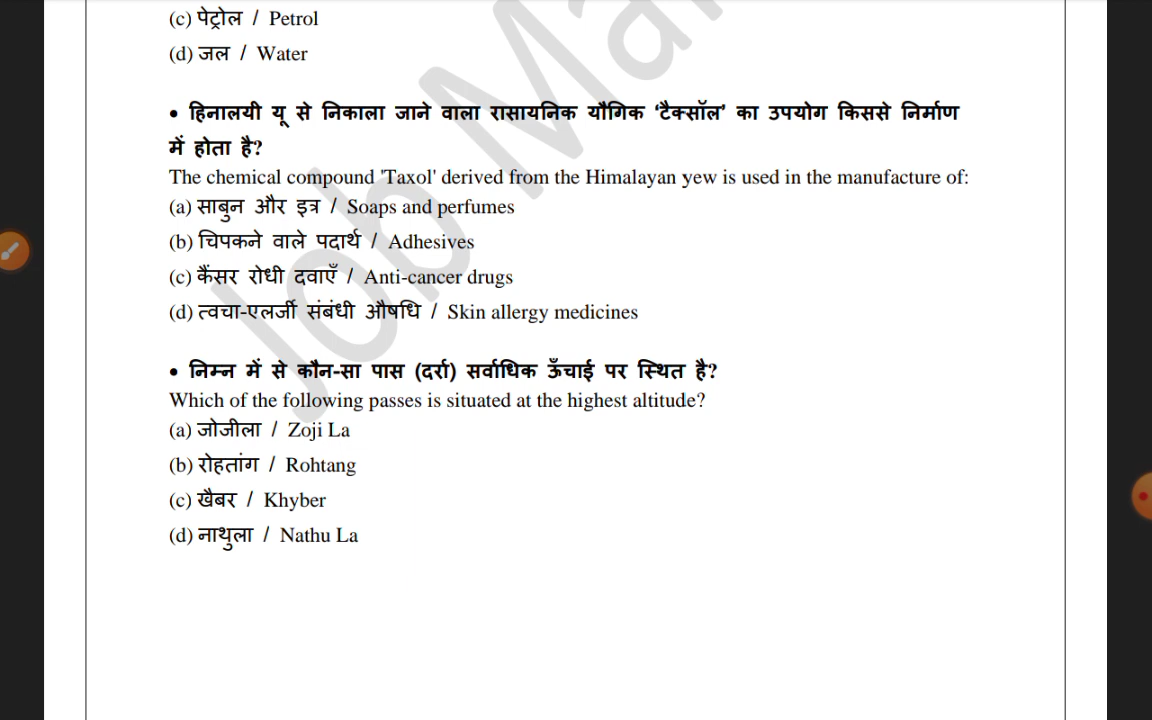 (c) पेट्रोल / Petrol
(d) जल / Water
• हिनालयी यू से निकाला जाने वाला रासायनिक यौगिक ‘टैक्सॉल’ का उपयोग किससे निर्माण
में होता है?
The chemical compound 'Taxol' derived from the Himalayan yew is used in the manufacture of:
(a) साबुन और इत्र / Soaps and perfumes
(b) चिपकने वाले पदार्थ / Adhesives
(c) कैंसर रोधी दवाएँ / Anti-cancer drugs
(d) त्वचा-एलर्जी संबंधी औषधि / Skin allergy medicines
• निम्न में से कौन-सा पास (दर्रा) सर्वाधिक ऊँचाई पर स्थित है?
Which of the following passes is situated at the highest altitude?
(a) जोजीला / Zoji La
(b) रोहतांग / Rohtang
(c) खैबर / Khyber
(d) नाथुला / Nathu La
Job Ma